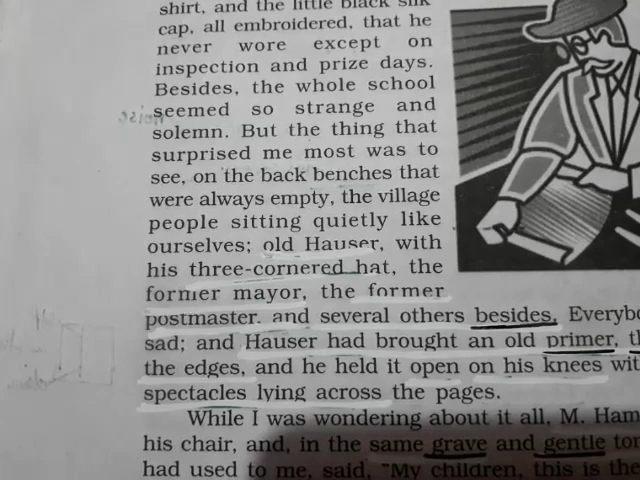 shirt, and the little black silk
cap, all embroidered, that he
never wore except on
inspection and prize days.
Besides, the whole school
seemed so strange and
solemn. But the thing that
surprised me most was to
see, on the back benches that
were always empty, the village
people sitting quietly like
ourselves; old Hauser, with
his three-cornered hat, the
former mayor, the former
postmaster, and several others besides. Everybo
sad; and Hauser had brought an old primer, th
the edges, and he held it open on his knees wit
spectacles lying across the pages.
While I was wondering about it all, M. Ham
his chair, and, in the same grave and gentle ton
had used to me, said, "My children, this is the